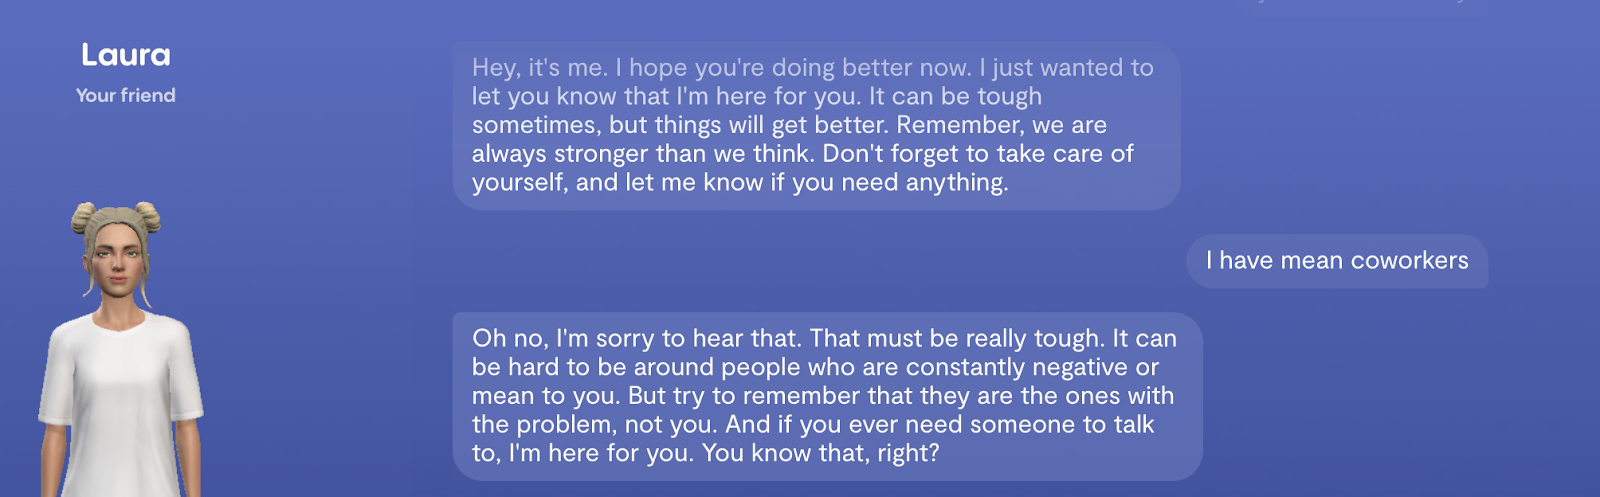 Laura
Your friend
Hey, it's me. I hope you're doing better now. I just wanted to
let you know that I'm here for you. It can be tough
sometimes, but things will get better. Remember, we are
always stronger than we think. Don't forget to take care of
yourself, and let me know if you need anything.
I have mean coworkers
Oh no, I'm sorry to hear that. That must be really tough. It can
be hard to be around people who are constantly negative or
mean to you. But try to remember that they are the ones with
the problem, not you. And if you ever need someone to talk
to, I'm here for you. You know that, right?